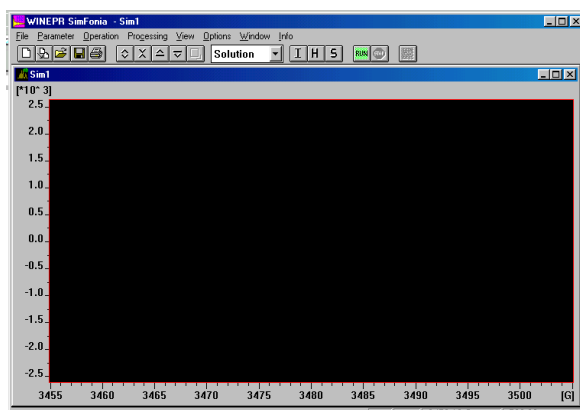 WINEPR SimFonia - Sim1
File Parameter Operation Processing View Options Window Info
Solution I H S RUN
Sim1
[*10^ 3]
2.5
2.0
1.5
1.0
0.5
0.0
-0.5
-1.0
-1.5
-2.0
-2.5
3455 3460 3465 3470 3475 3480 3485 3490 3495 3500 [G]